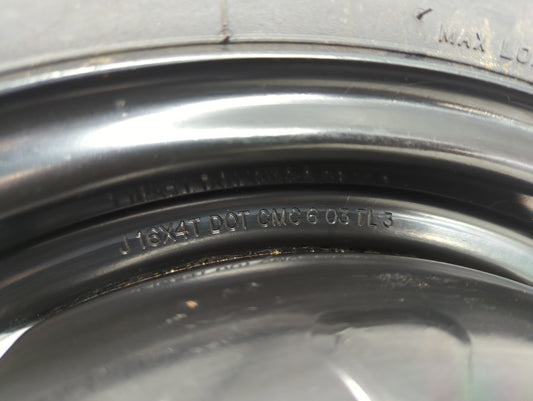 MAX LO
J 16X4T DOT CMC 6 03 TL 3